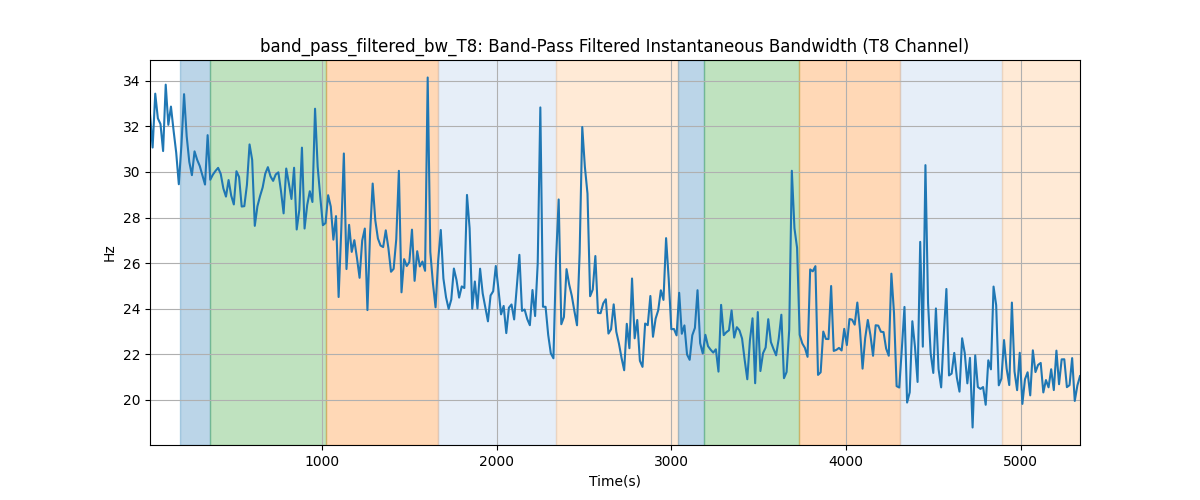 band_pass_filtered_bw_T8: Band-Pass Filtered Instantaneous Bandwidth (T8 Channel)
34
32
30
28
26
24
22
20
Hz
1000 2000 3000 4000 5000
Time(s)